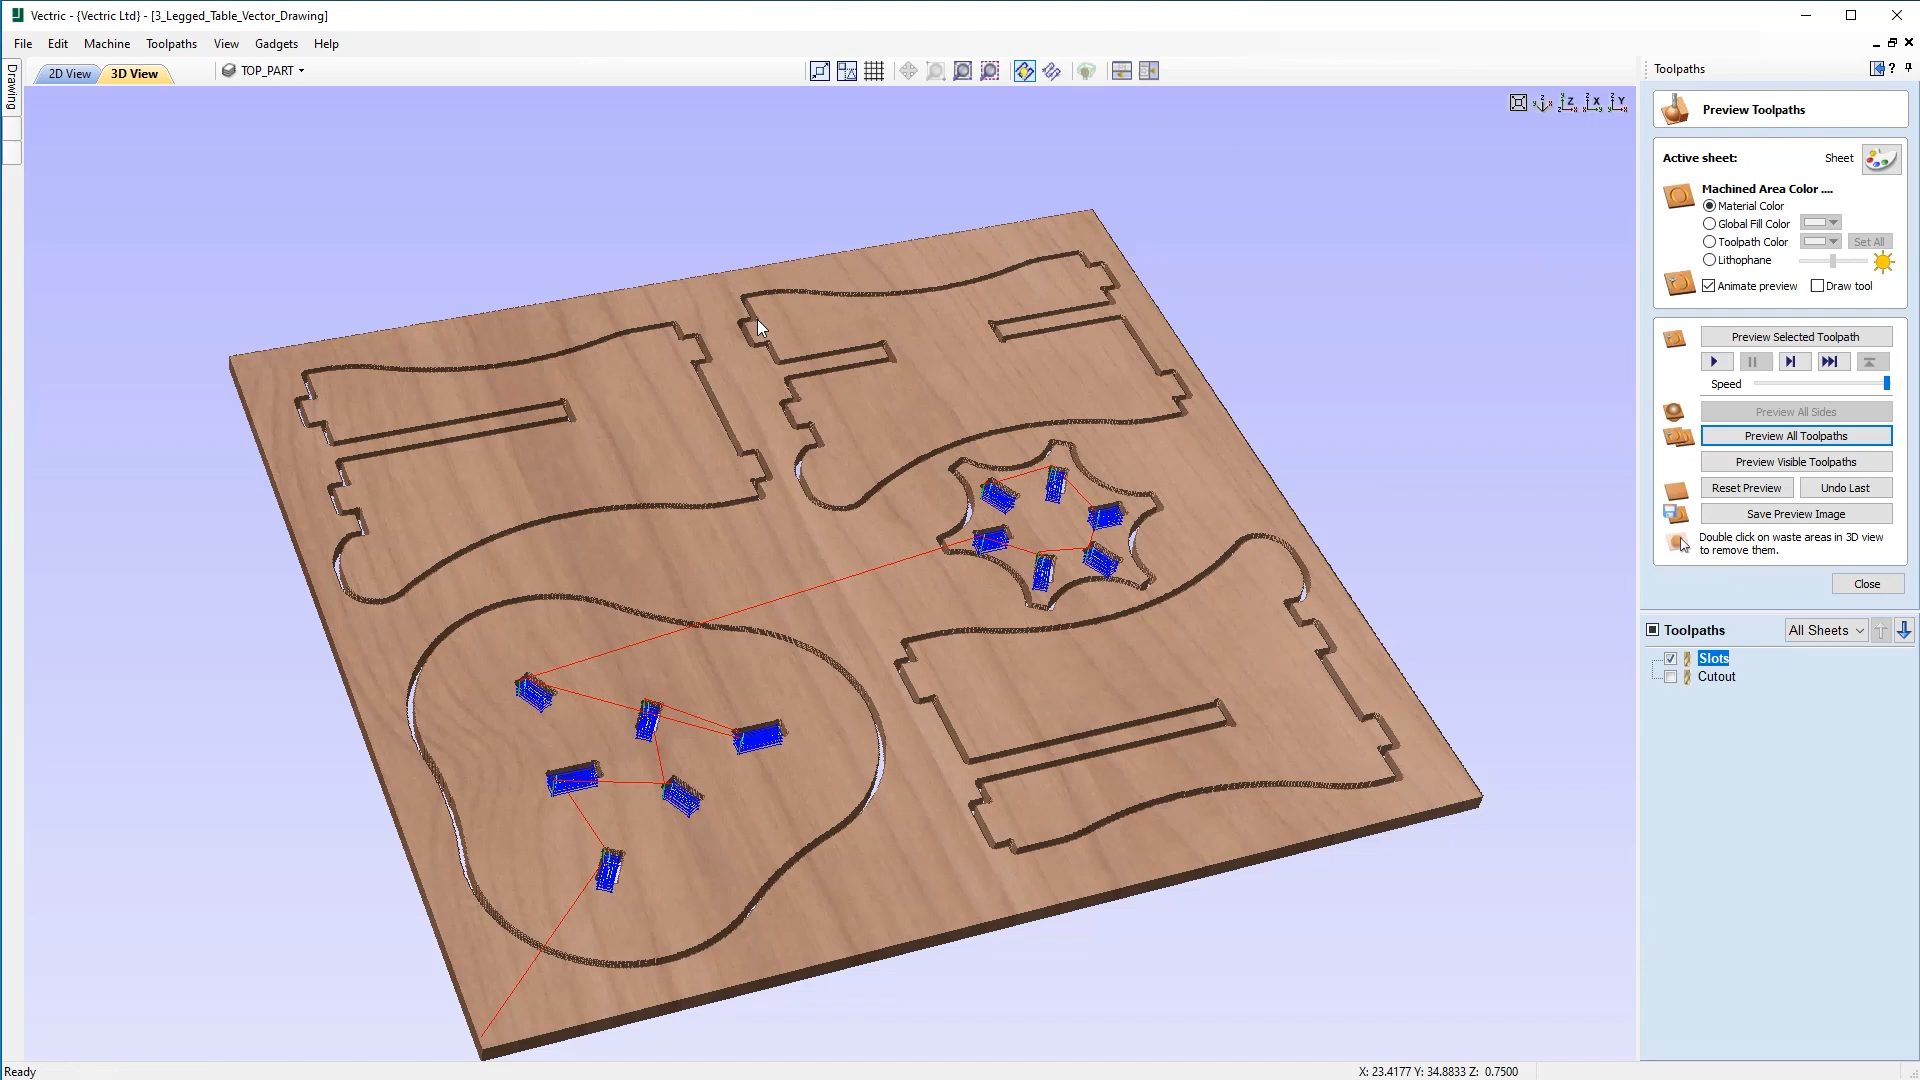 Vectric - {Vectric Ltd} - [3_Legged_Table_Vector_Drawing]
File Edit Machine Toolpaths View Gadgets Help
Drawing
2D View 3D View TOP_PART
Z X Y
Toolpaths
Preview Toolpaths
Active sheet: Sheet
Machined Area Color ....
Material Color
Global Fill Color
Toolpath Color Set All
Lithophane
Animate preview Draw tool
Preview Selected Toolpath
Speed
Preview All Sides
Preview All Toolpaths
Preview Visible Toolpaths
Reset Preview Undo Last
Save Preview Image
Double click on waste areas in 3D view
to remove them.
Close
Toolpaths All Sheets
Slots
Cutout
Ready X: 23.4177 Y: 34.8833 Z: 0.7500